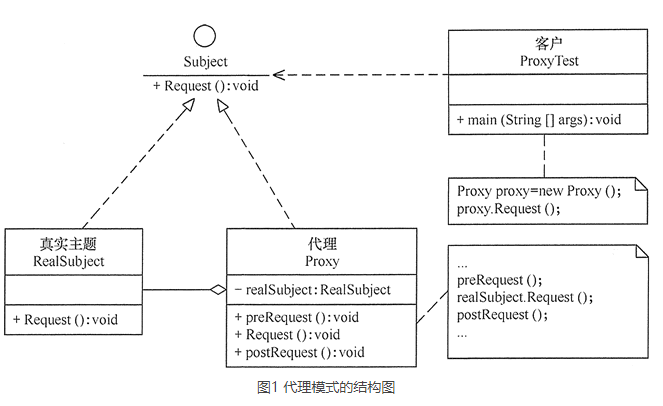 Subject
+ Request ():void
客户
ProxyTest
+ main (String [] args):void
Proxy proxy=new Proxy ();
proxy.Request ();
真实主题
RealSubject
+ Request ():void
代理
Proxy
− realSubject:RealSubject
+ preRequest ():void
+ Request ():void
+ postRequest ():void
...
preRequest ();
realSubject.Request ();
postRequest ();
...
图1 代理模式的结构图